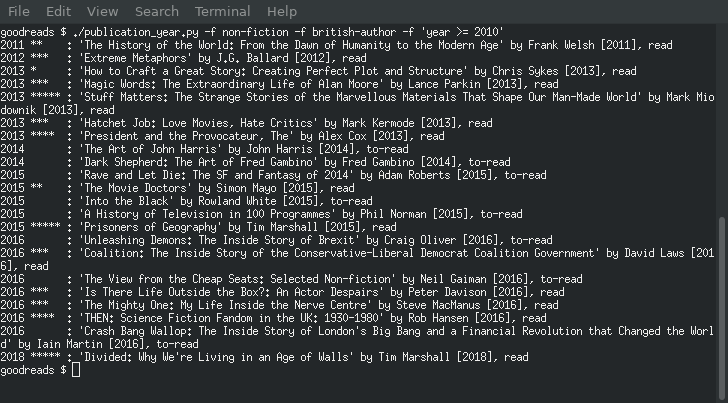 File Edit View Search Terminal Help
goodreads $ ./publication_year.py -f non-fiction -f british-author -f 'year >= 2010'
2011 ** : 'The History of the World: From the Dawn of Humanity to the Modern Age' by Frank Welsh [2011], read
2012 *** : 'Extreme Metaphors' by J.G. Ballard [2012], read
2013 * : 'How to Craft a Great Story: Creating Perfect Plot and Structure' by Chris Sykes [2013], read
2013 **** : 'Magic Words: The Extraordinary Life of Alan Moore' by Lance Parkin [2013], read
2013 ***** : 'Stuff Matters: The Strange Stories of the Marvellous Materials That Shape Our Man-Made World' by Mark Mio
downik [2013], read
2013 *** : 'Hatchet Job: Love Movies, Hate Critics' by Mark Kermode [2013], read
2013 **** : 'President and the Provocateur, The' by Alex Cox [2013], read
2014 : 'The Art of John Harris' by John Harris [2014], to-read
2014 : 'Dark Shepherd: The Art of Fred Gambino' by Fred Gambino [2014], to-read
2015 : 'Rave and Let Die: The SF and Fantasy of 2014' by Adam Roberts [2015], to-read
2015 ** : 'The Movie Doctors' by Simon Mayo [2015], read
2015 : 'Into the Black' by Rowland White [2015], to-read
2015 : 'A History of Television in 100 Programmes' by Phil Norman [2015], to-read
2015 ***** : 'Prisoners of Geography' by Tim Marshall [2015], read
2016 : 'Unleashing Demons: The Inside Story of Brexit' by Craig Oliver [2016], to-read
2016 *** : 'Coalition: The Inside Story of the Conservative-Liberal Democrat Coalition Government' by David Laws [201
6], read
2016 : 'The View from the Cheap Seats: Selected Non-fiction' by Neil Gaiman [2016], to-read
2016 *** : 'Is There Life Outside the Box?: An Actor Despairs' by Peter Davison [2016], read
2016 *** : 'The Mighty One: My Life Inside the Nerve Centre' by Steve MacManus [2016], read
2016 **** : 'THEN: Science Fiction Fandom in the UK: 1930-1980' by Rob Hansen [2016], read
2016 : 'Crash Bang Wallop: The Inside Story of London's Big Bang and a Financial Revolution that Changed the Worl
d' by Iain Martin [2016], to-read
2018 ***** : 'Divided: Why We're Living in an Age of Walls' by Tim Marshall [2018], read
goodreads $